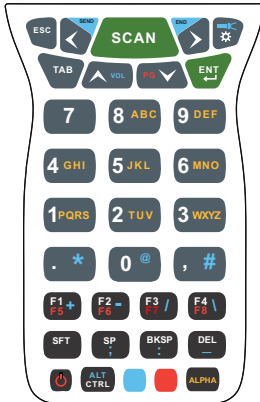 SEND END
ESC < SCAN >
TAB VOL PG ENT
7 8 ABC 9 DEF
4 GHI 5 JKL 6 MNO
1 PQRS 2 TUV 3 WXYZ
. * 0 @ , #
F1 + F2 - F3 / F4 \
F5 F6 F7 F8
SFT SP BKSP DEL
; : _
ALT
CTRL ALPHA